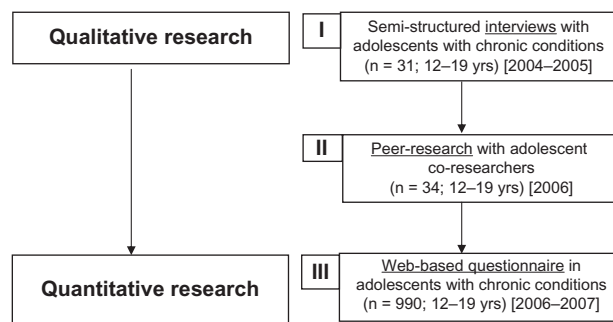 Qualitative research
I
Semi-structured interviews with
adolescents with chronic conditions
(n = 31; 12–19 yrs) [2004–2005]
II
Peer-research with adolescent
co-researchers
(n = 34; 12–19 yrs) [2006]
Quantitative research
III
Web-based questionnaire in
adolescents with chronic conditions
(n = 990; 12–19 yrs) [2006–2007]